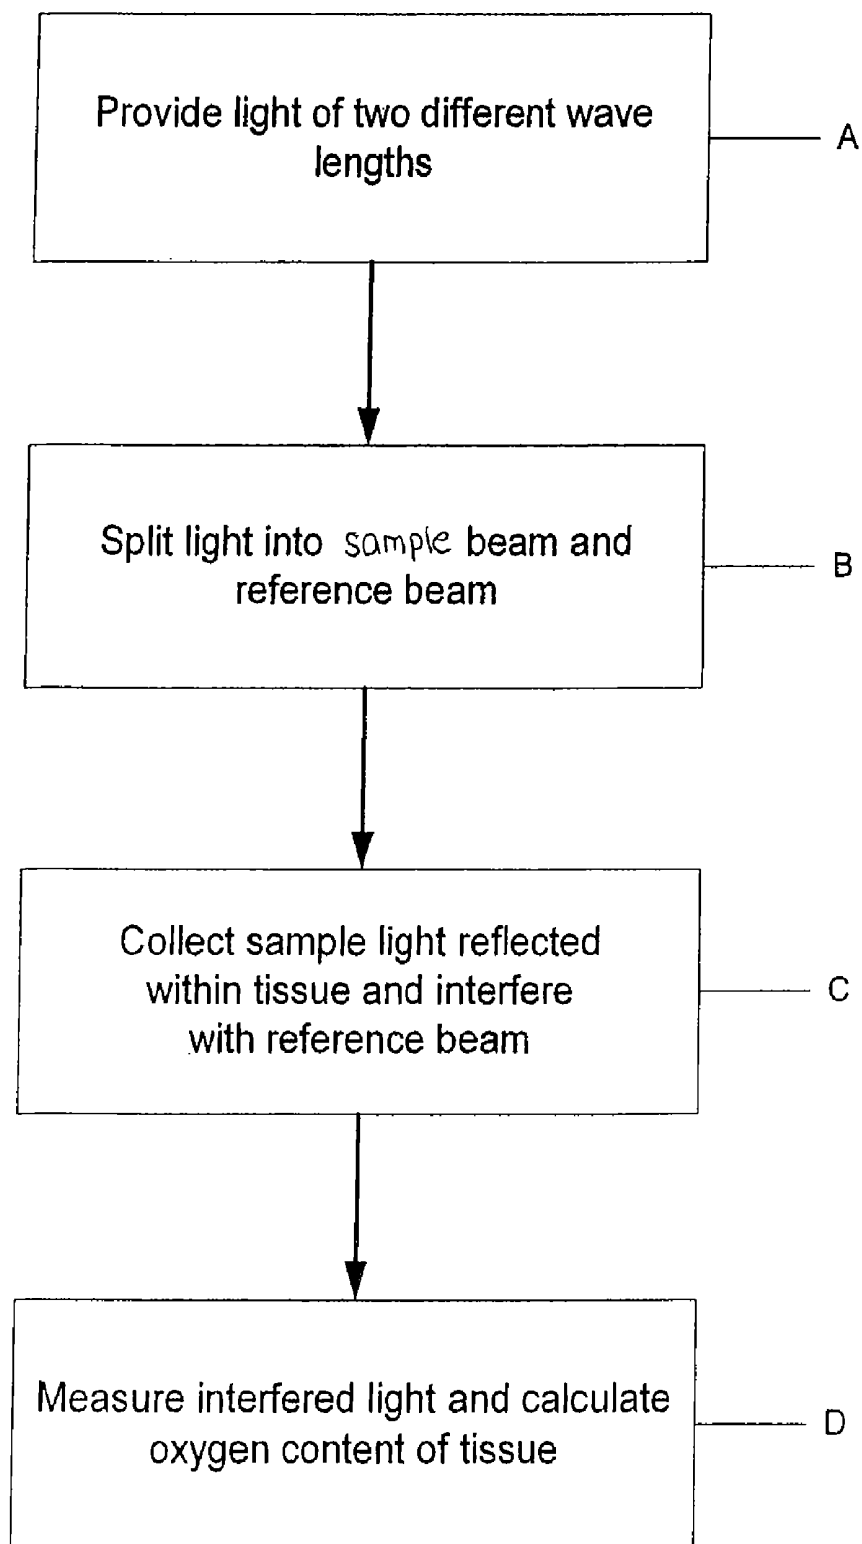 Provide light of two different wave
lengths
A
Split light into sample beam and
reference beam
B
Collect sample light reflected
within tissue and interfere
with reference beam
C
Measure interfered light and calculate
oxygen content of tissue
D